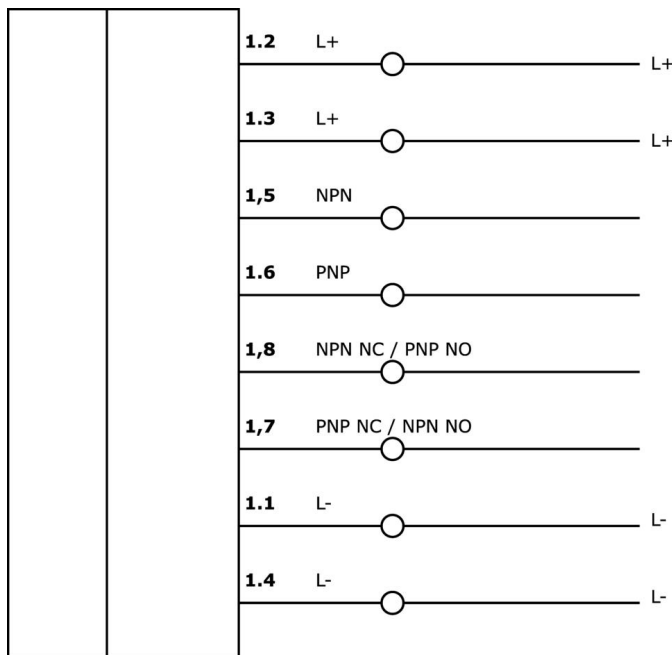 1.2 L+ L+
1.3 L+ L+
1,5 NPN
1.6 PNP
1,8 NPN NC / PNP NO
1,7 PNP NC / NPN NO
1.1 L- L-
1.4 L- L-